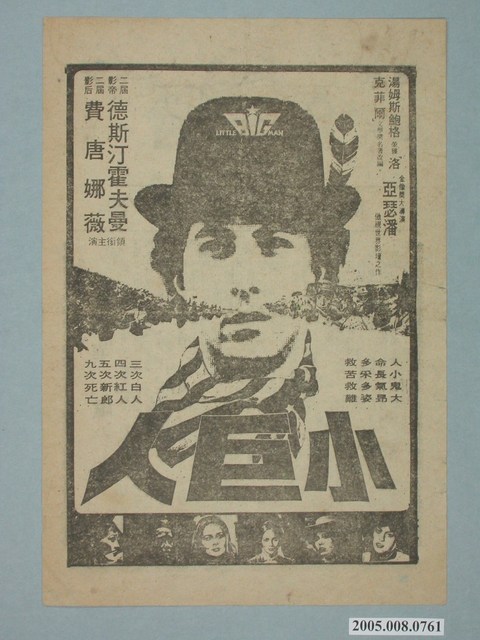 湯姆斯鮑格
洛
克菲爾
亞瑟潘
二屆影帝
德斯汀霍夫曼
二屆影后
費唐娜薇
領銜主演
LITTLE BIG MAN
人小鬼大
命長氣昂
多采多姿
救苦救難
三次白人
四次紅人
五次新郎
九次死亡
小巨人
2005.008.0761